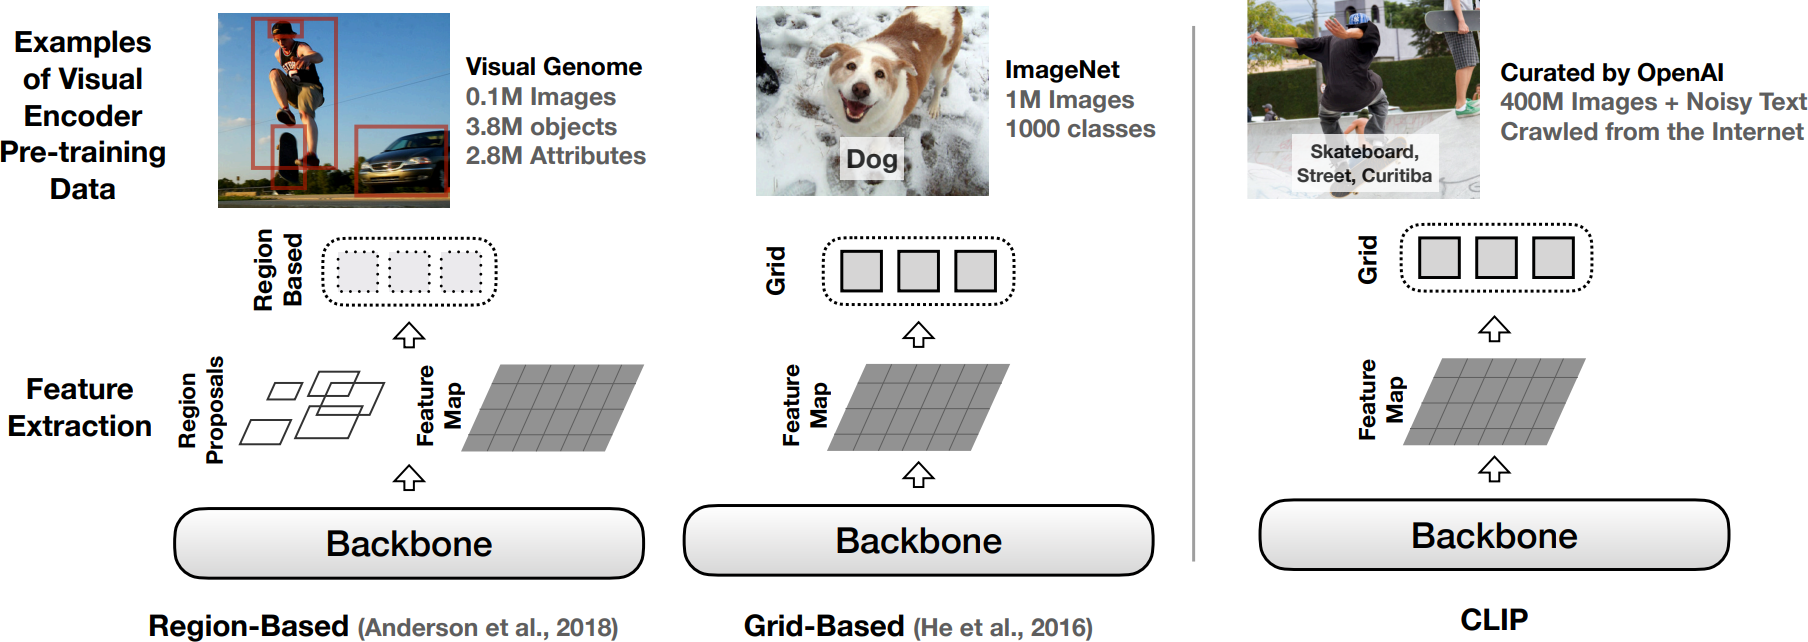 Examples
of Visual
Encoder
Pre-training
Data
Visual Genome
0.1M Images
3.8M objects
2.8M Attributes
Dog
ImageNet
1M Images
1000 classes
Skateboard,
Street, Curitiba
Curated by OpenAI
400M Images + Noisy Text
Crawled from the Internet
Region
Based
Grid
Grid
Feature
Extraction
Region
Proposals
Feature
Map
Feature
Map
Feature
Map
Backbone
Backbone
Backbone
Region-Based (Anderson et al., 2018)
Grid-Based (He et al., 2016)
CLIP